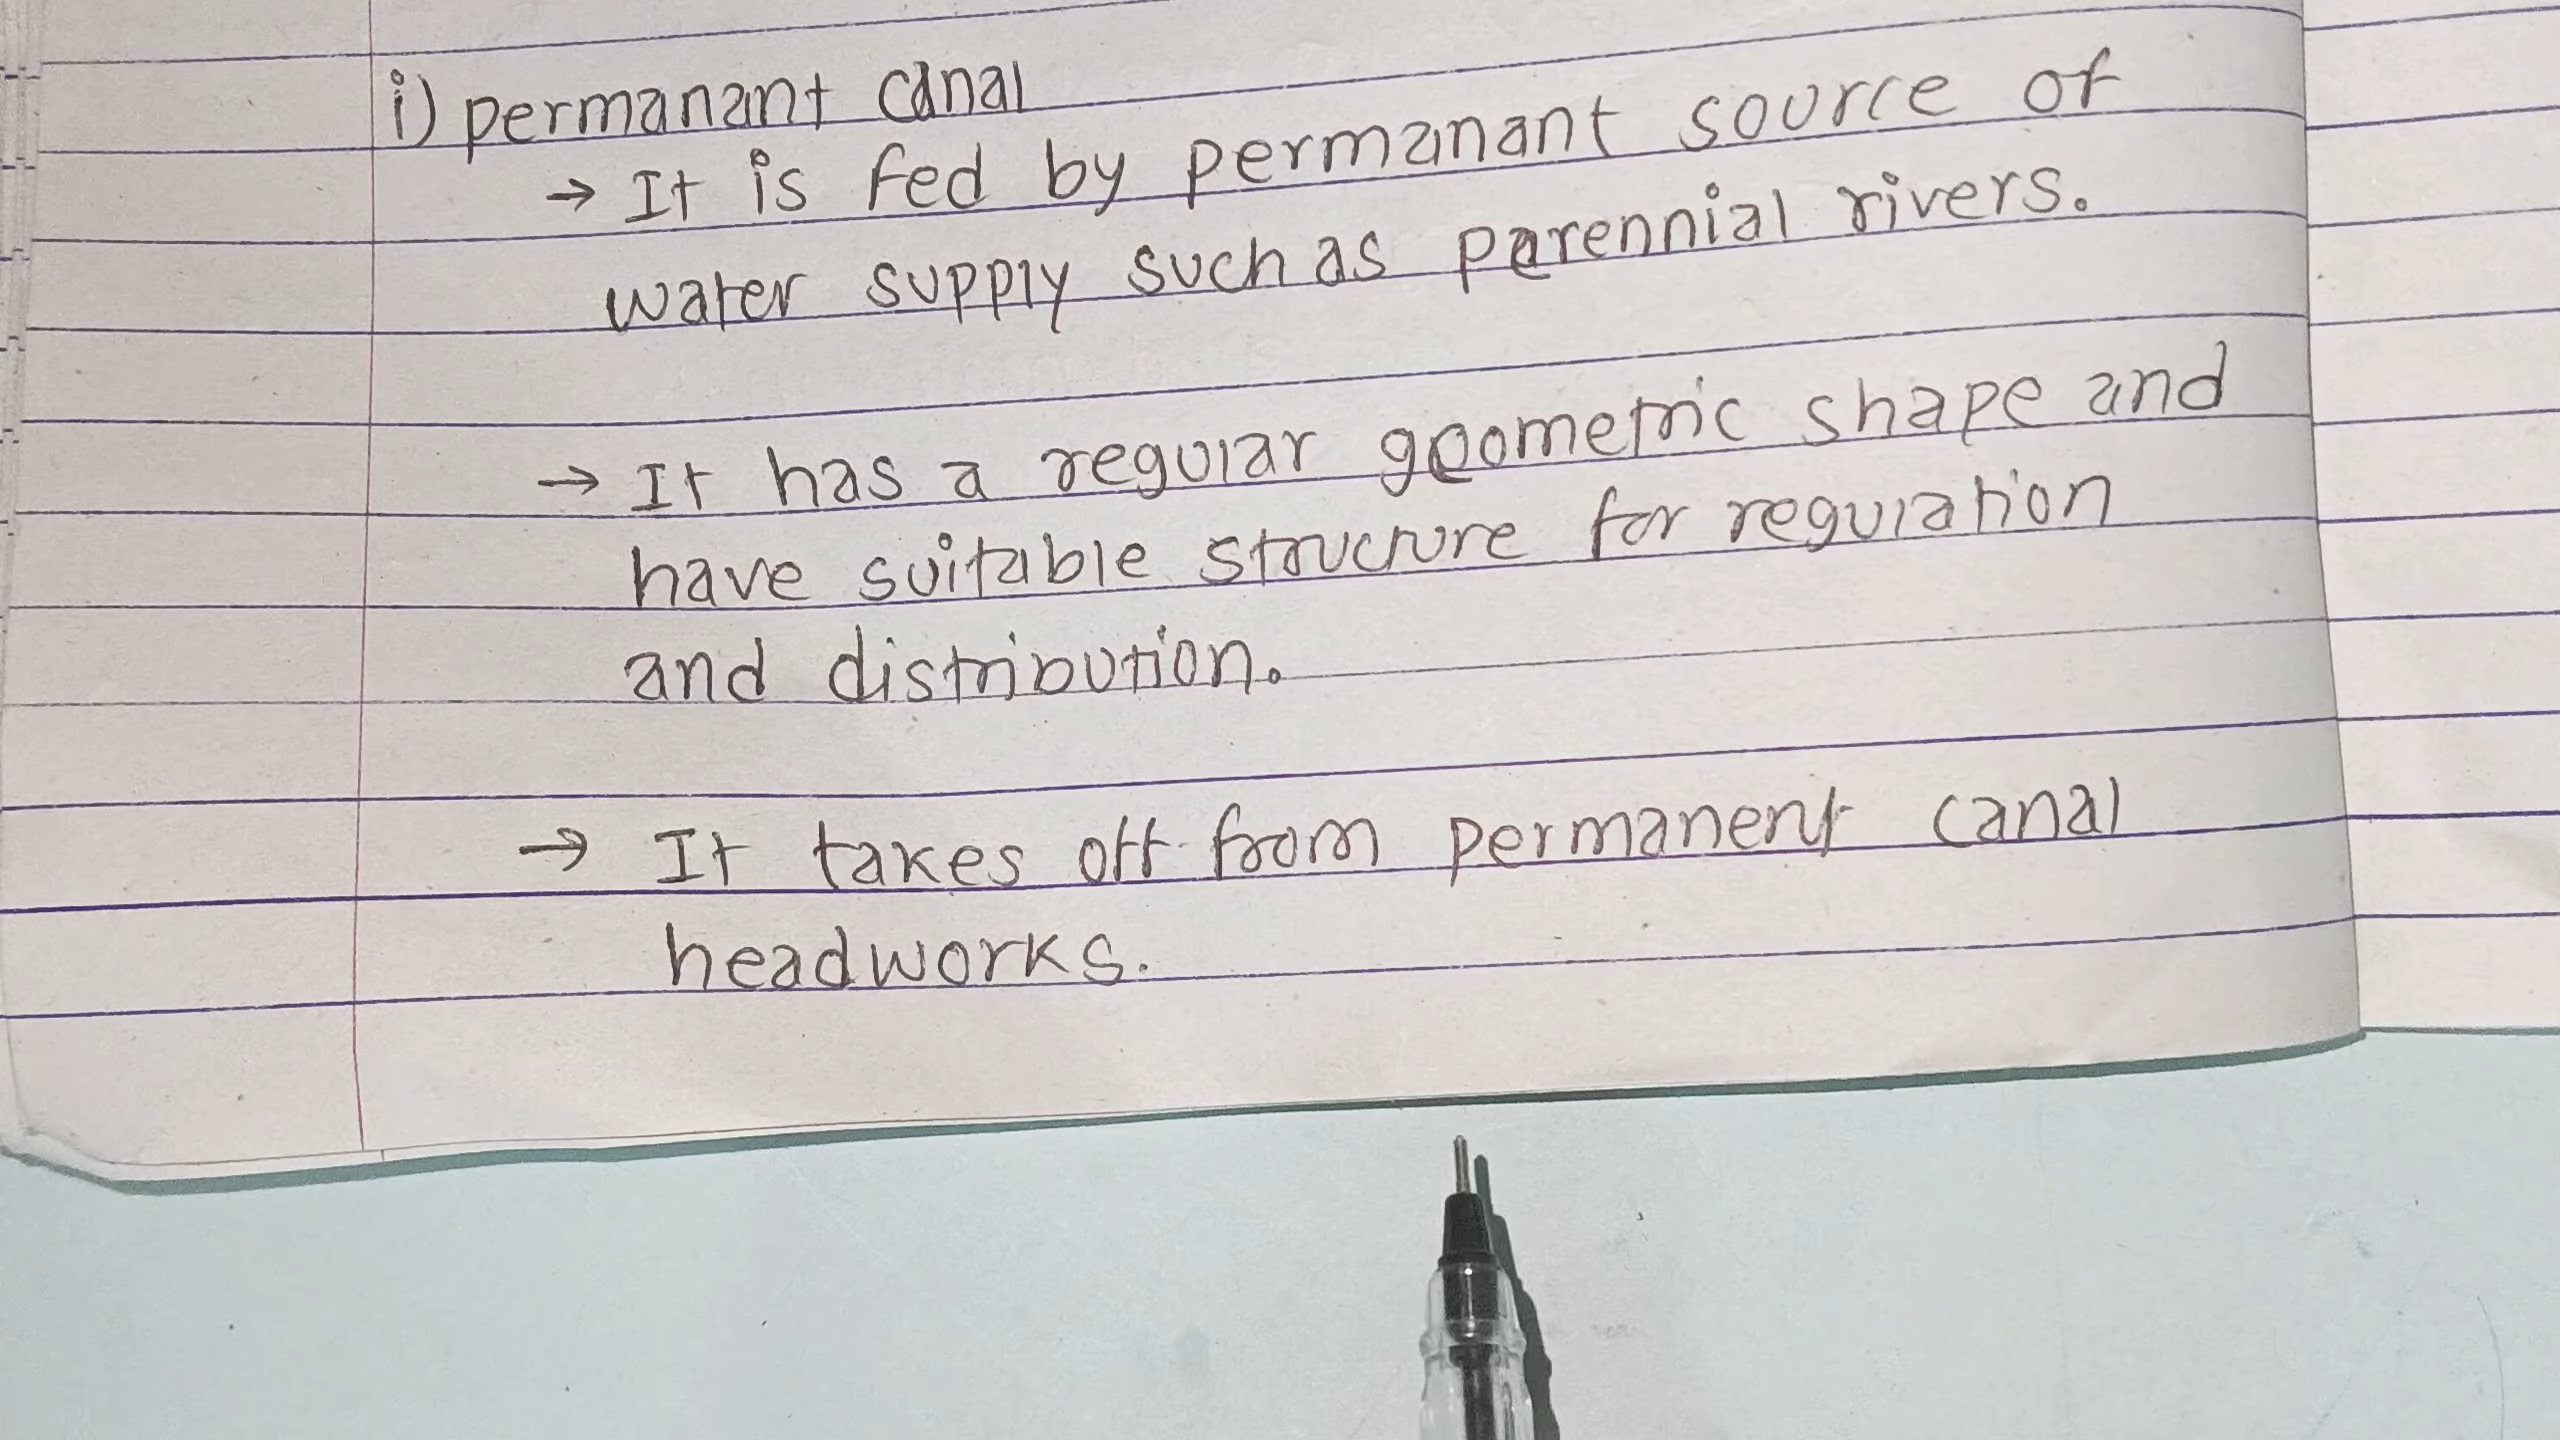 i) permanant canal
→ It is fed by permanant source of
water supply such as perennial rivers.
→ It has a regular geometric shape and
have suitable structure for regulation
and distribution.
→ It takes off from permanent canal
headworks.